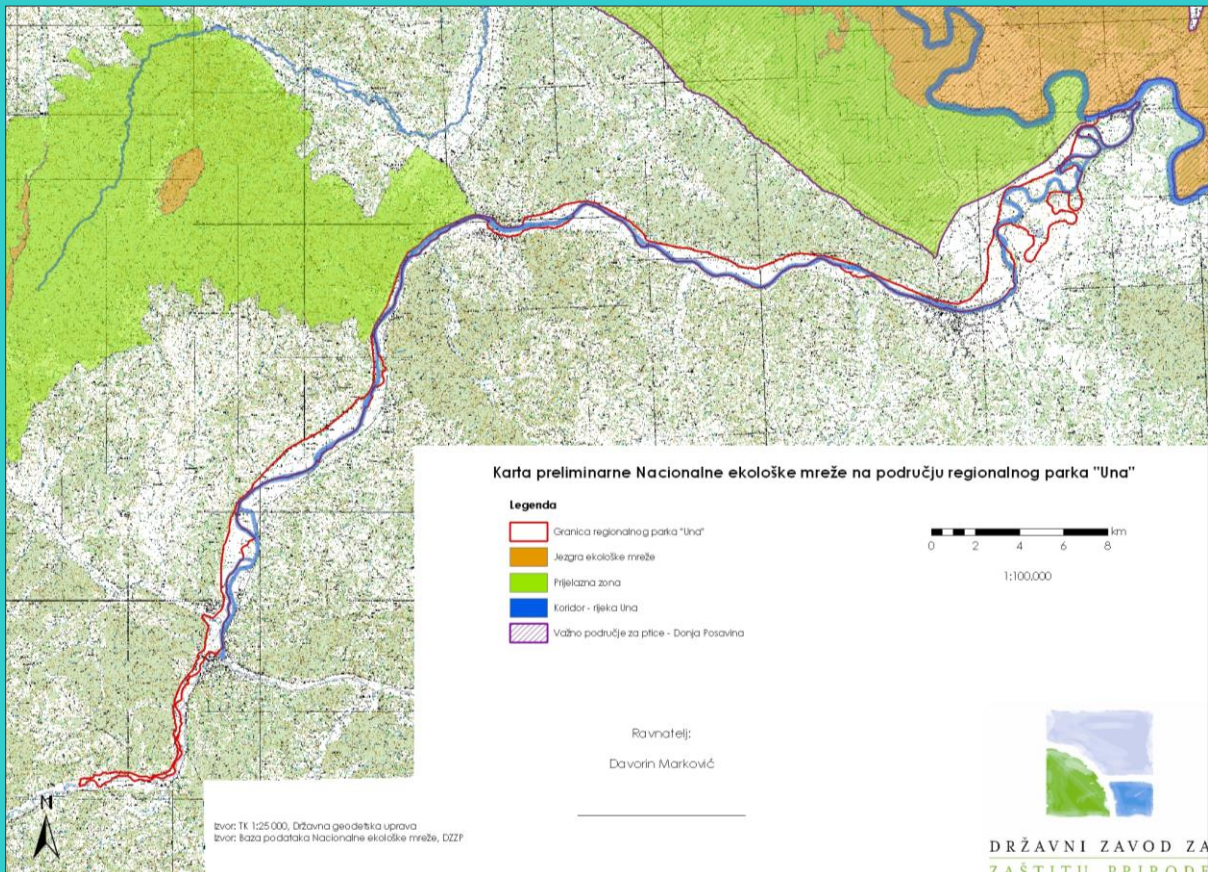 Karta preliminarne Nacionalne ekološke mreže na području regionalnog parka "Una"
Legenda
Granica regionalnog parka "Una"
Jezgra ekološke mreže
Prijelazna zona
Koridor - rijeka Una
Važno područje za ptice - Donja Posavina
km
0 2 4 6 8
1:100,000
Ravnatelj:
Davorin Marković
N
Izvor: TK 1:25 000, Državna geodetska uprava
Izvor: Baza podataka Nacionalne ekološke mreže, DZZP
DRŽAVNI ZAVOD ZA
ZAŠTITU PRIRODE